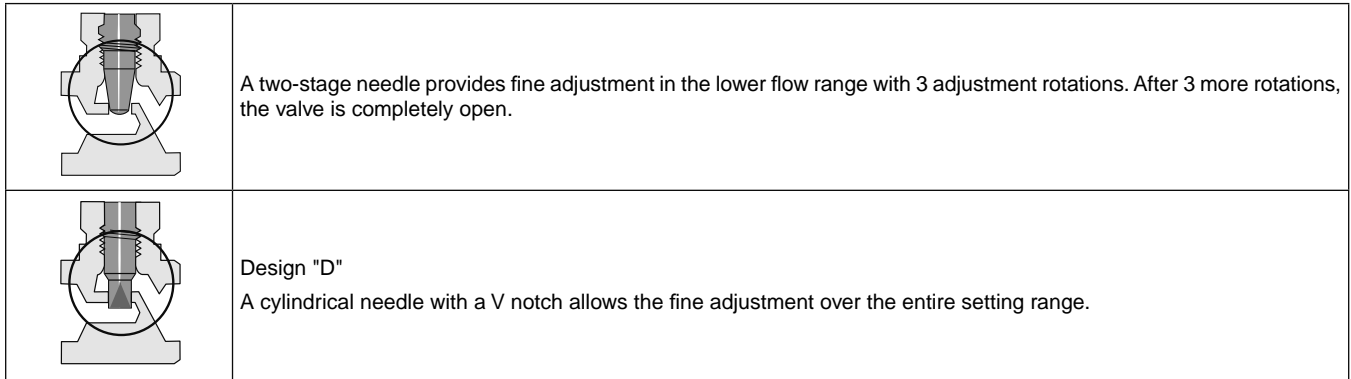 A two-stage needle provides fine adjustment in the lower flow range with 3 adjustment rotations. After 3 more rotations,
the valve is completely open.
Design "D"
A cylindrical needle with a V notch allows the fine adjustment over the entire setting range.